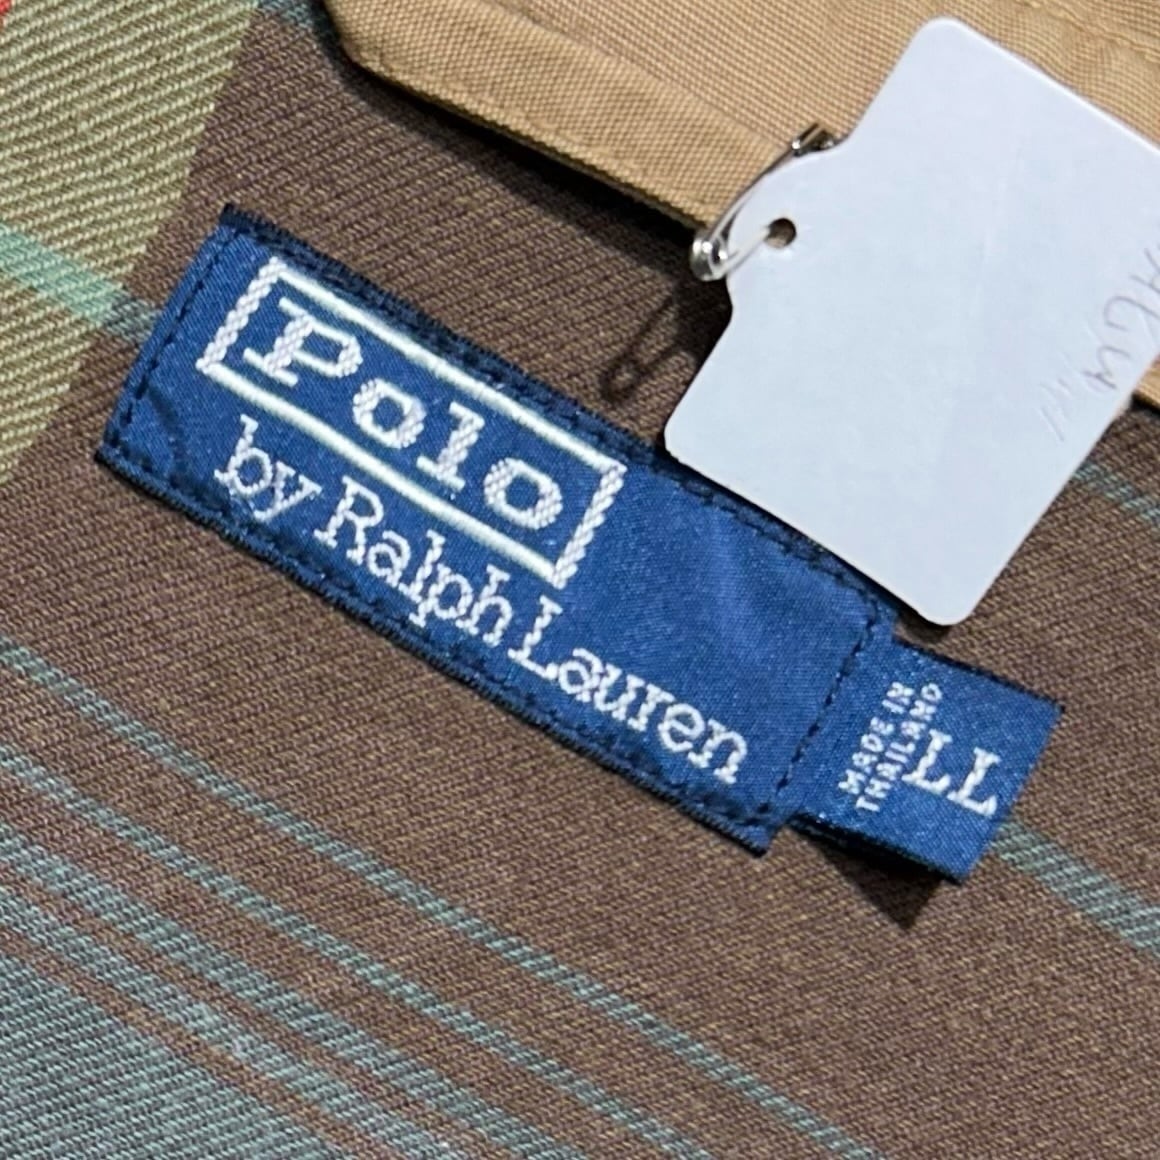 Polo
by Ralph Lauren
MADE IN
THAILAND
LL